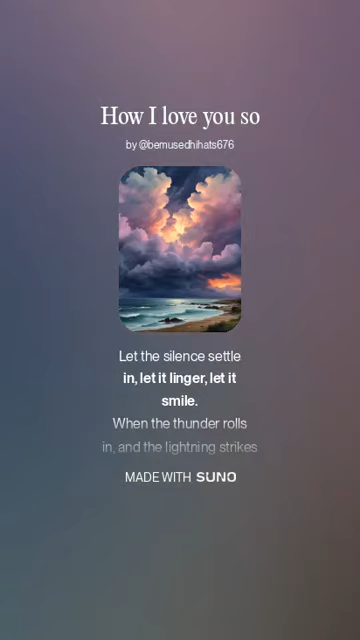 How I love you so
by @bemusedhihats676
Let the silence settle
in, let it linger, let it
smile.
When the thunder rolls
in, and the lightning strikes
MADE WITH SUNO